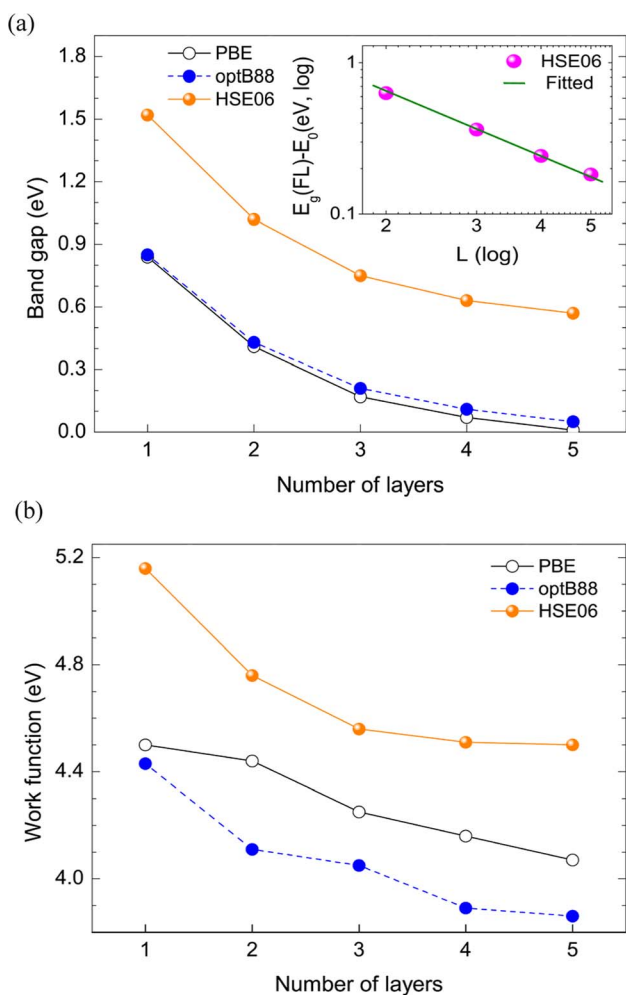 (a)
1.8
1.5
1.2
0.9
0.6
0.3
0.0
Band gap (eV)
PBE
optB88
HSE06
1
0.1
E₉(FL)-E₀(eV, log)
HSE06
Fitted
2 3 4 5
L (log)
1 2 3 4 5
Number of layers
(b)
5.2
4.8
4.4
4.0
Work function (eV)
PBE
optB88
HSE06
1 2 3 4 5
Number of layers